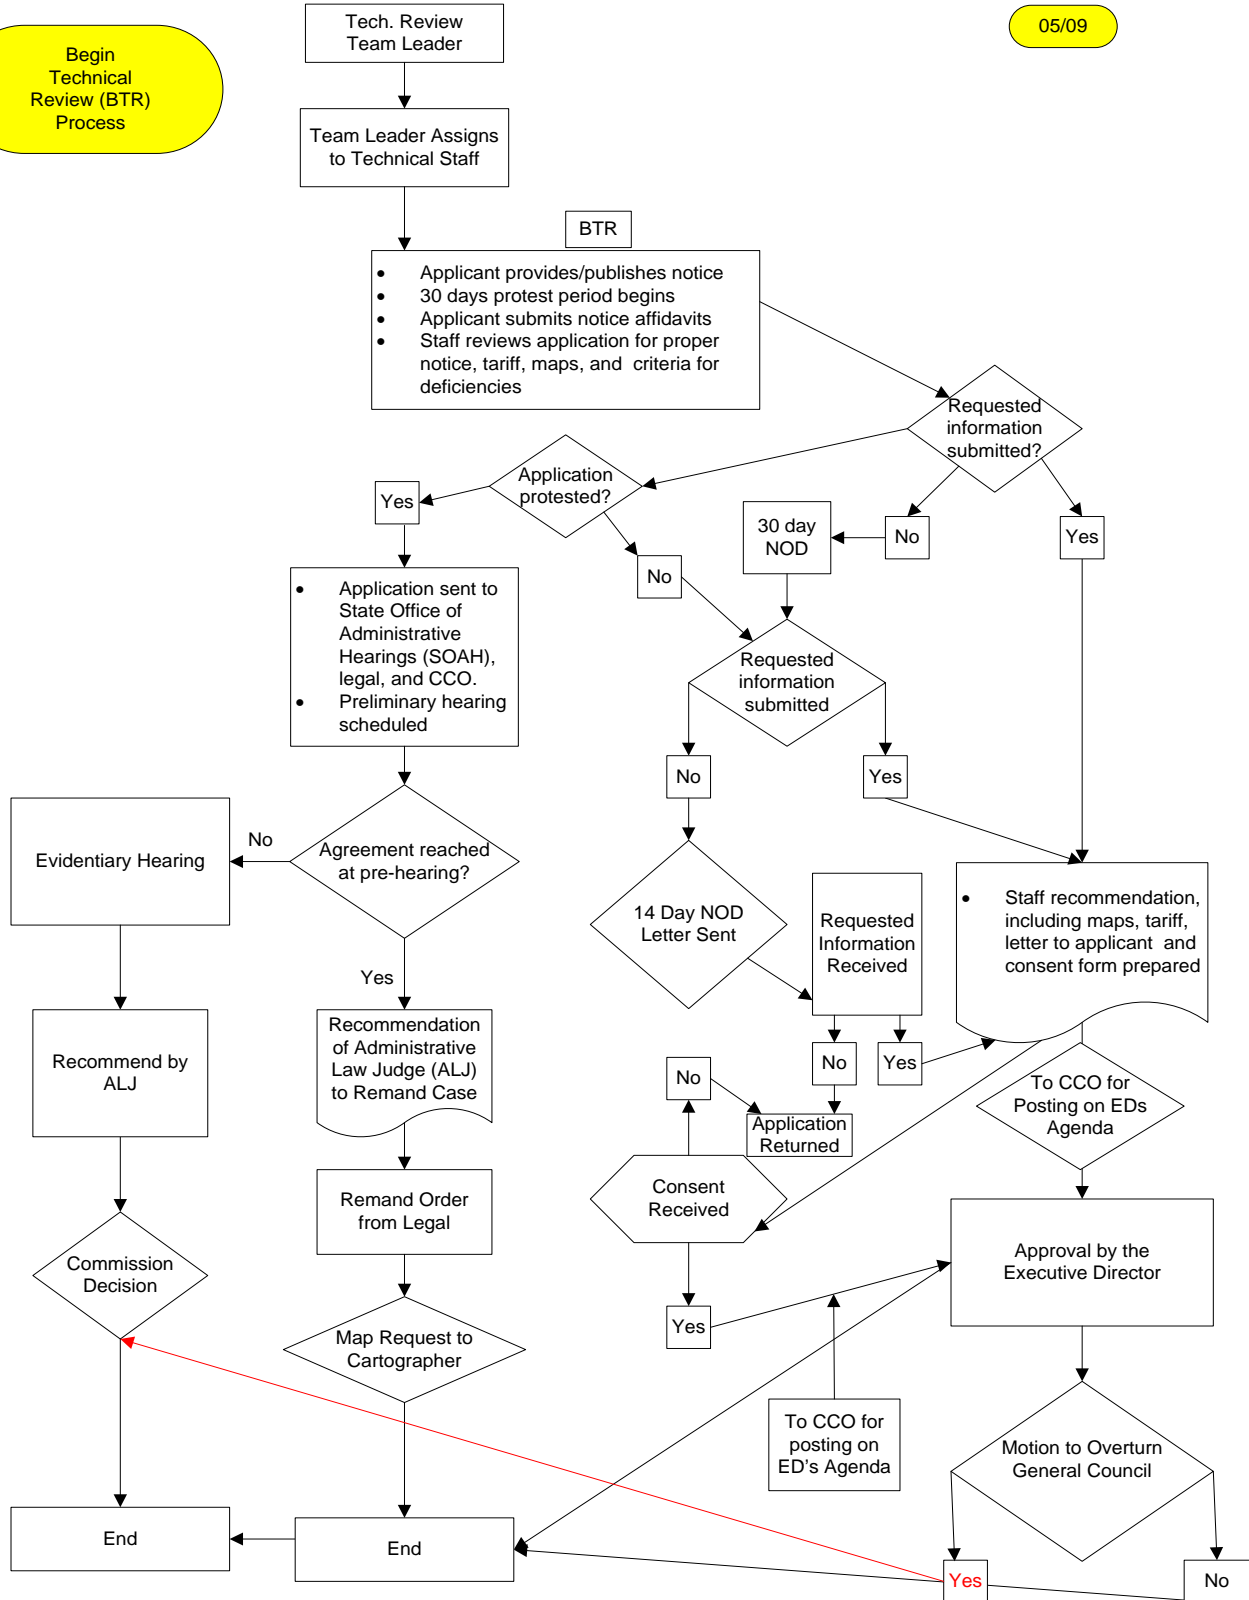 Begin
Technical
Review (BTR)
Process
Tech. Review
Team Leader
05/09
Team Leader Assigns
to Technical Staff
BTR
• Applicant provides/publishes notice
• 30 days protest period begins
• Applicant submits notice affidavits
• Staff reviews application for proper
notice, tariff, maps, and criteria for
deficiencies
Requested
information
submitted?
Application
protested?
Yes
30 day
NOD
No
Yes
No
• Application sent to
State Office of
Administrative
Hearings (SOAH),
legal, and CCO.
• Preliminary hearing
scheduled
Requested
information
submitted
No
Yes
Evidentiary Hearing
No
Agreement reached
at pre-hearing?
14 Day NOD
Letter Sent
Requested
Information
Received
• Staff recommendation,
including maps, tariff,
letter to applicant and
consent form prepared
Yes
Recommend by
ALJ
Recommendation
of Administrative
Law Judge (ALJ)
to Remand Case
No
No
Yes
To CCO for
Posting on EDs
Agenda
Application
Returned
Remand Order
from Legal
Consent
Received
Commission
Decision
Approval by the
Executive Director
Yes
Map Request to
Cartographer
To CCO for
posting on
ED's Agenda
Motion to Overturn
General Council
End
End
Yes
No